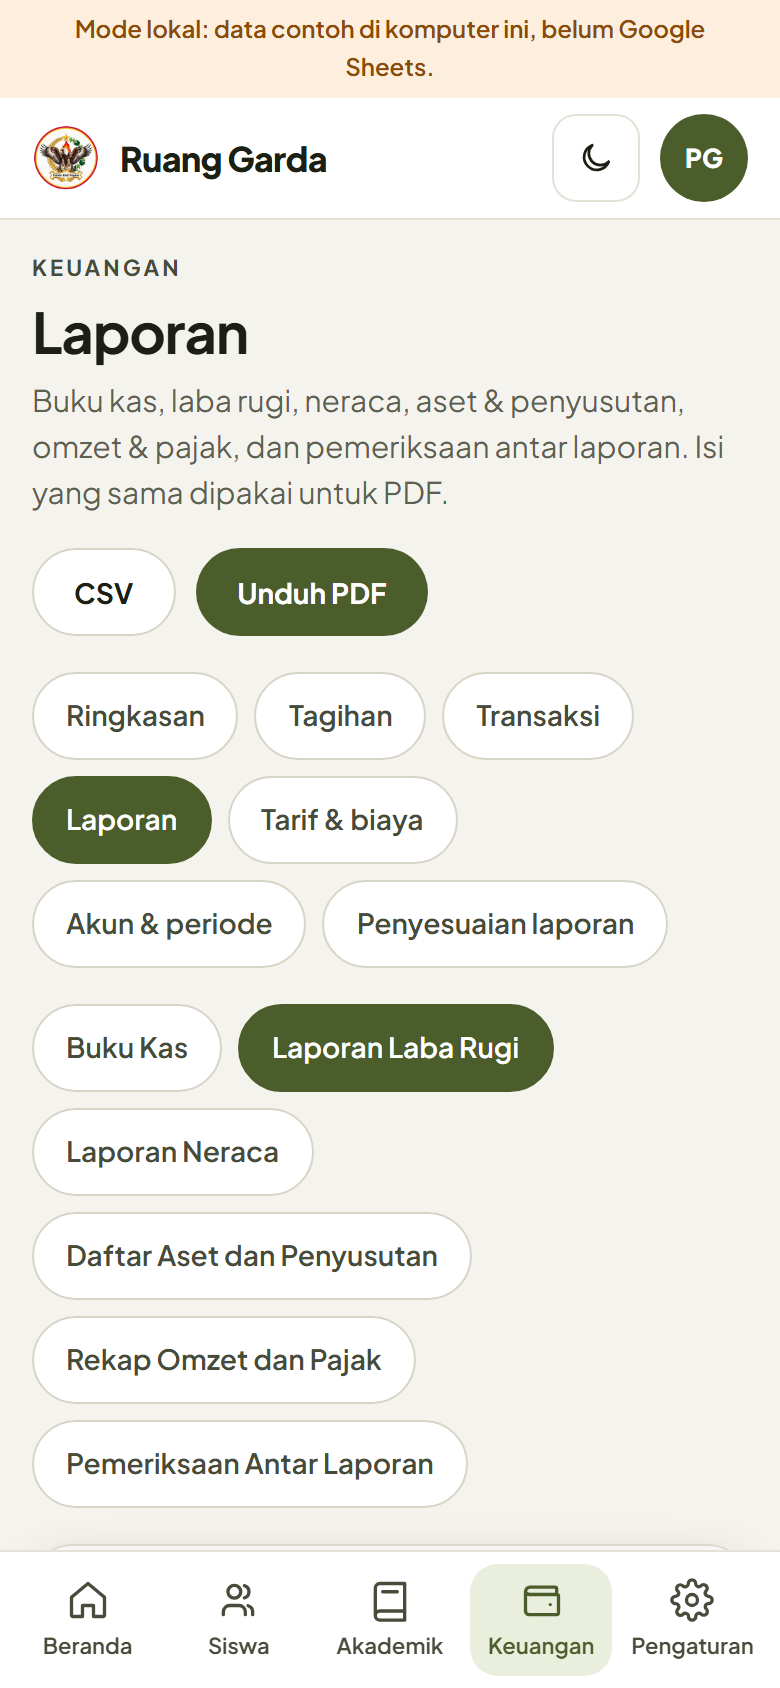 Mode lokal: data contoh di komputer ini, belum Google
Sheets.
Ruang Garda
PG
KEUANGAN
Laporan
Buku kas, laba rugi, neraca, aset & penyusutan,
omzet & pajak, dan pemeriksaan antar laporan. Isi
yang sama dipakai untuk PDF.
CSV
Unduh PDF
Ringkasan
Tagihan
Transaksi
Laporan
Tarif & biaya
Akun & periode
Penyesuaian laporan
Buku Kas
Laporan Laba Rugi
Laporan Neraca
Daftar Aset dan Penyusutan
Rekap Omzet dan Pajak
Pemeriksaan Antar Laporan
Beranda
Siswa
Akademik
Keuangan
Pengaturan